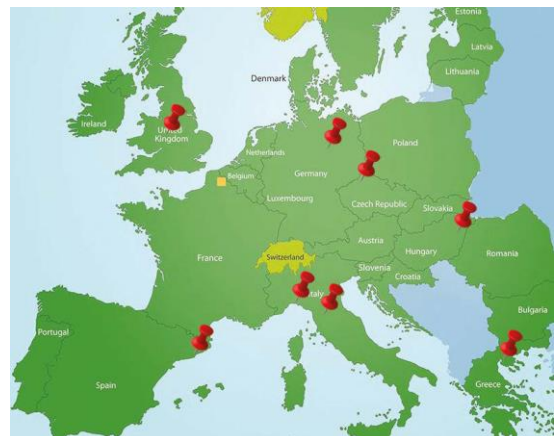 Estonia
Latvia
Lithuania
Denmark
Ireland
United
Kingdom
Netherlands
Poland
Belgium
Germany
Luxembourg
Czech Republic
Slovakia
France
Switzerland
Austria
Hungary
Slovenia
Croatia
Romania
Italy
Bulgaria
Portugal
Spain
Greece